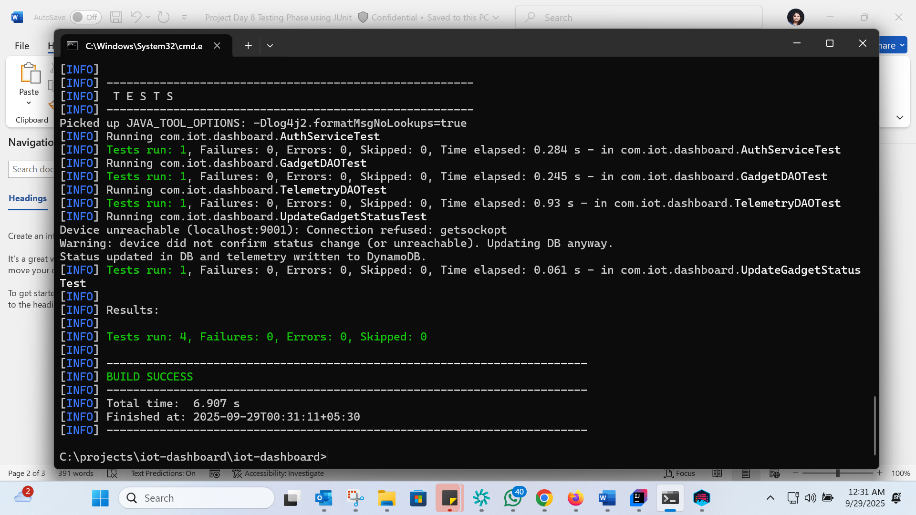 AutoSave Off Project Day 6 Testing Phase using JUnit Confidential • Saved to this PC Search
File
Paste
Clipboard
Navigation
Search doc
Headings
Create an int
It's a great v
move your c
To get starte
to the headi
C:\Windows\System32\cmd.e
[INFO]
[INFO] -------------------------------------------------------
[INFO]  T E S T S
[INFO] -------------------------------------------------------
Picked up JAVA_TOOL_OPTIONS: -Dlog4j2.formatMsgNoLookups=true
[INFO] Running com.iot.dashboard.AuthServiceTest
[INFO] Tests run: 1, Failures: 0, Errors: 0, Skipped: 0, Time elapsed: 0.284 s - in com.iot.dashboard.AuthServiceTest
[INFO] Running com.iot.dashboard.GadgetDAOTest
[INFO] Tests run: 1, Failures: 0, Errors: 0, Skipped: 0, Time elapsed: 0.245 s - in com.iot.dashboard.GadgetDAOTest
[INFO] Running com.iot.dashboard.TelemetryDAOTest
[INFO] Tests run: 1, Failures: 0, Errors: 0, Skipped: 0, Time elapsed: 0.93 s - in com.iot.dashboard.TelemetryDAOTest
[INFO] Running com.iot.dashboard.UpdateGadgetStatusTest
Device unreachable (localhost:9001): Connection refused: getsockopt
Warning: device did not confirm status change (or unreachable). Updating DB anyway.
Status updated in DB and telemetry written to DynamoDB.
[INFO] Tests run: 1, Failures: 0, Errors: 0, Skipped: 0, Time elapsed: 0.061 s - in com.iot.dashboard.UpdateGadgetStatus
Test
[INFO]
[INFO] Results:
[INFO]
[INFO] Tests run: 4, Failures: 0, Errors: 0, Skipped: 0
[INFO]
[INFO] ------------------------------------------------------------------------
[INFO] BUILD SUCCESS
[INFO] ------------------------------------------------------------------------
[INFO] Total time:  6.907 s
[INFO] Finished at: 2025-09-29T00:31:11+05:30
[INFO] ------------------------------------------------------------------------
C:\projects\iot-dashboard\iot-dashboard>
Page 2 of 3 391 words Text Predictions: On Accessibility: Investigate Focus 100%
2 Search 40 12:31 AM
9/29/2025